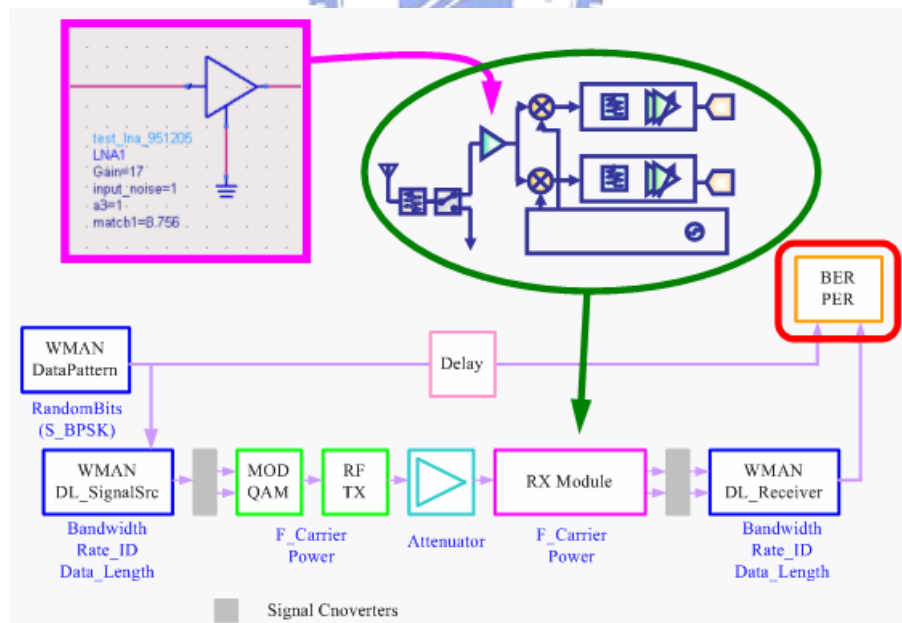 test_lna_951205
LNA1
Gain=17
input_noise=1
a3=1
match1=8.756
BER
PER
WMAN
DataPattern
Delay
RandomBits
(S_BPSK)
WMAN
DL_SignalSrc
MOD
QAM
RF
TX
RX Module
WMAN
DL_Receiver
Bandwidth
Rate_ID
Data_Length
F_Carrier
Power
Attenuator
F_Carrier
Power
Bandwidth
Rate_ID
Data_Length
Signal Cnoverters